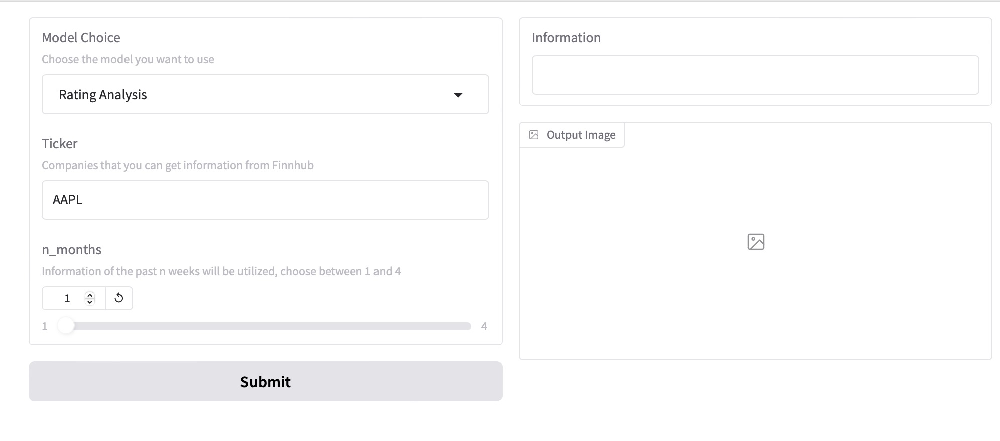 Model Choice
Choose the model you want to use
Rating Analysis
Ticker
Companies that you can get information from Finnhub
AAPL
n_months
Information of the past n weeks will be utilized, choose between 1 and 4
1
1 4
Submit
Information
Output Image